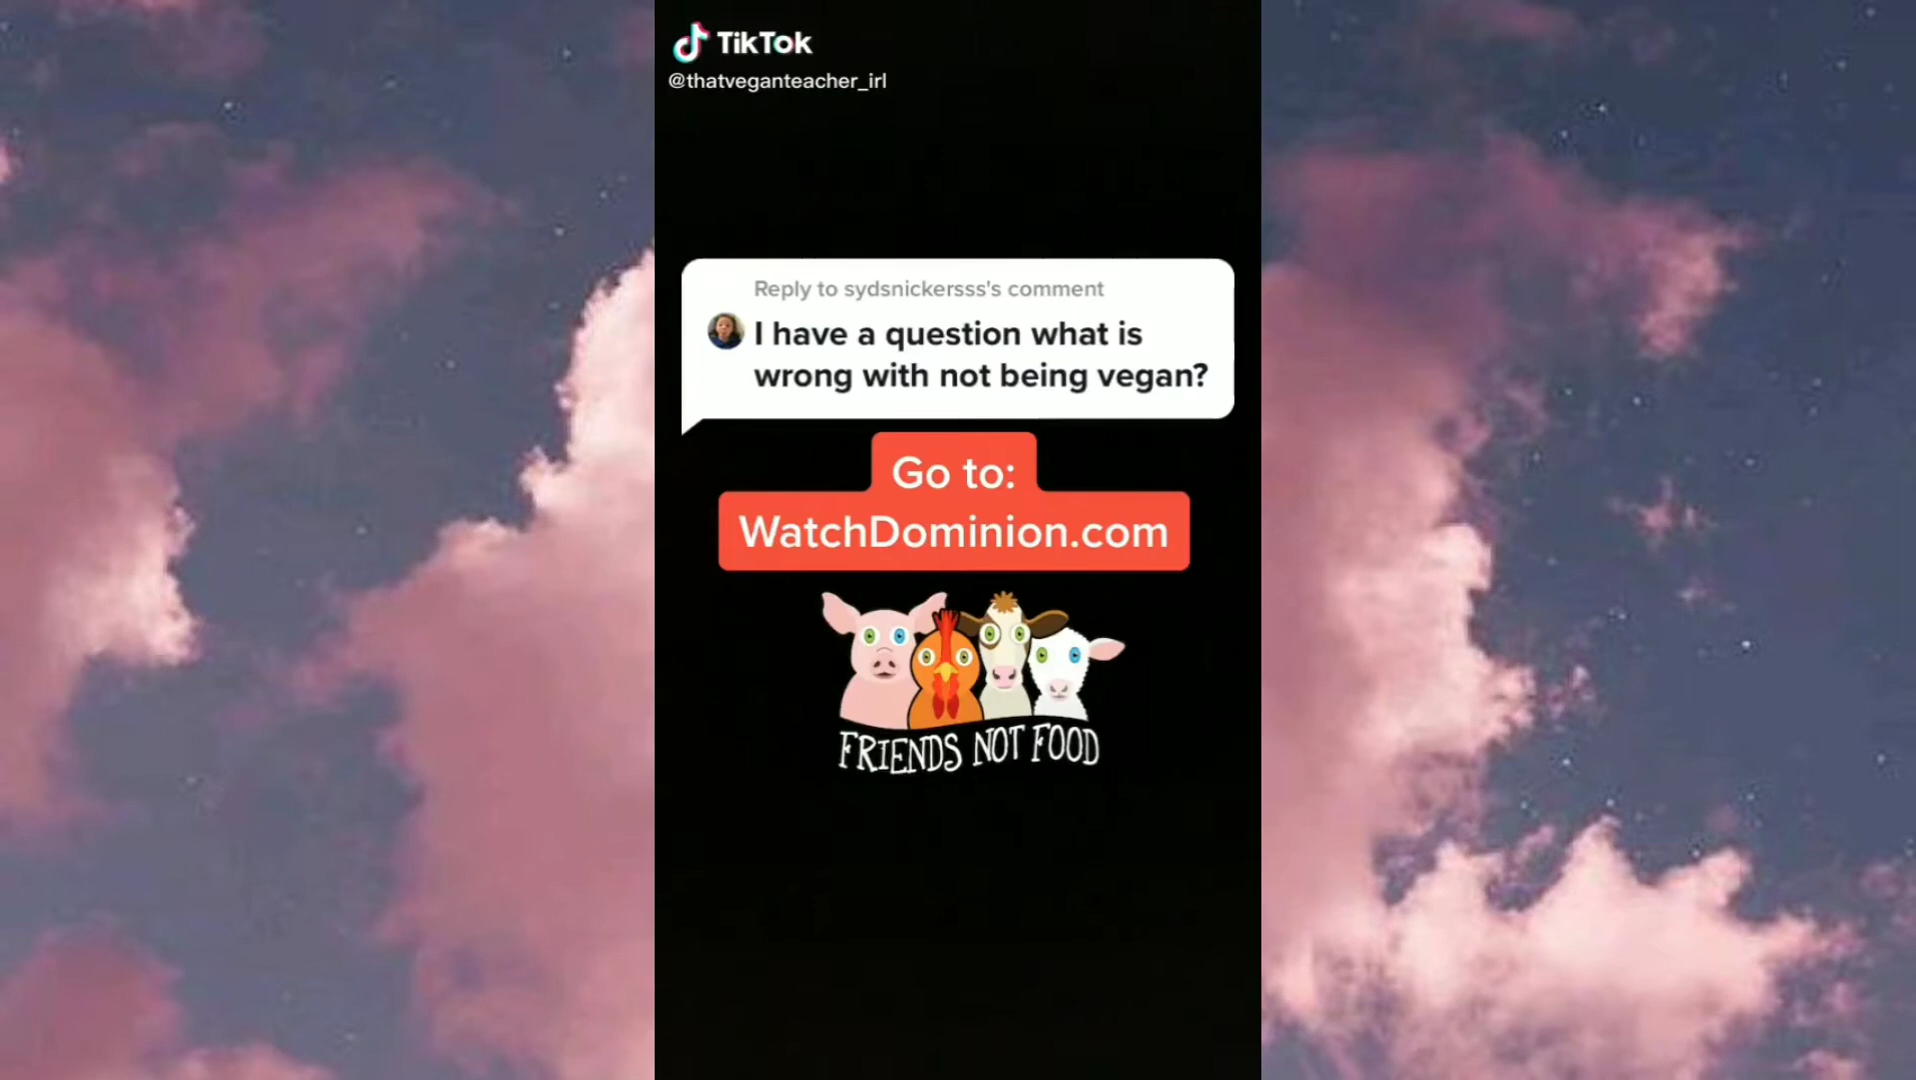 TikTok
@thatveganteacher_irl
Reply to sydsnickersss's comment
I have a question what is
wrong with not being vegan?
Go to:
WatchDominion.com
FRIENDS NOT FOOD